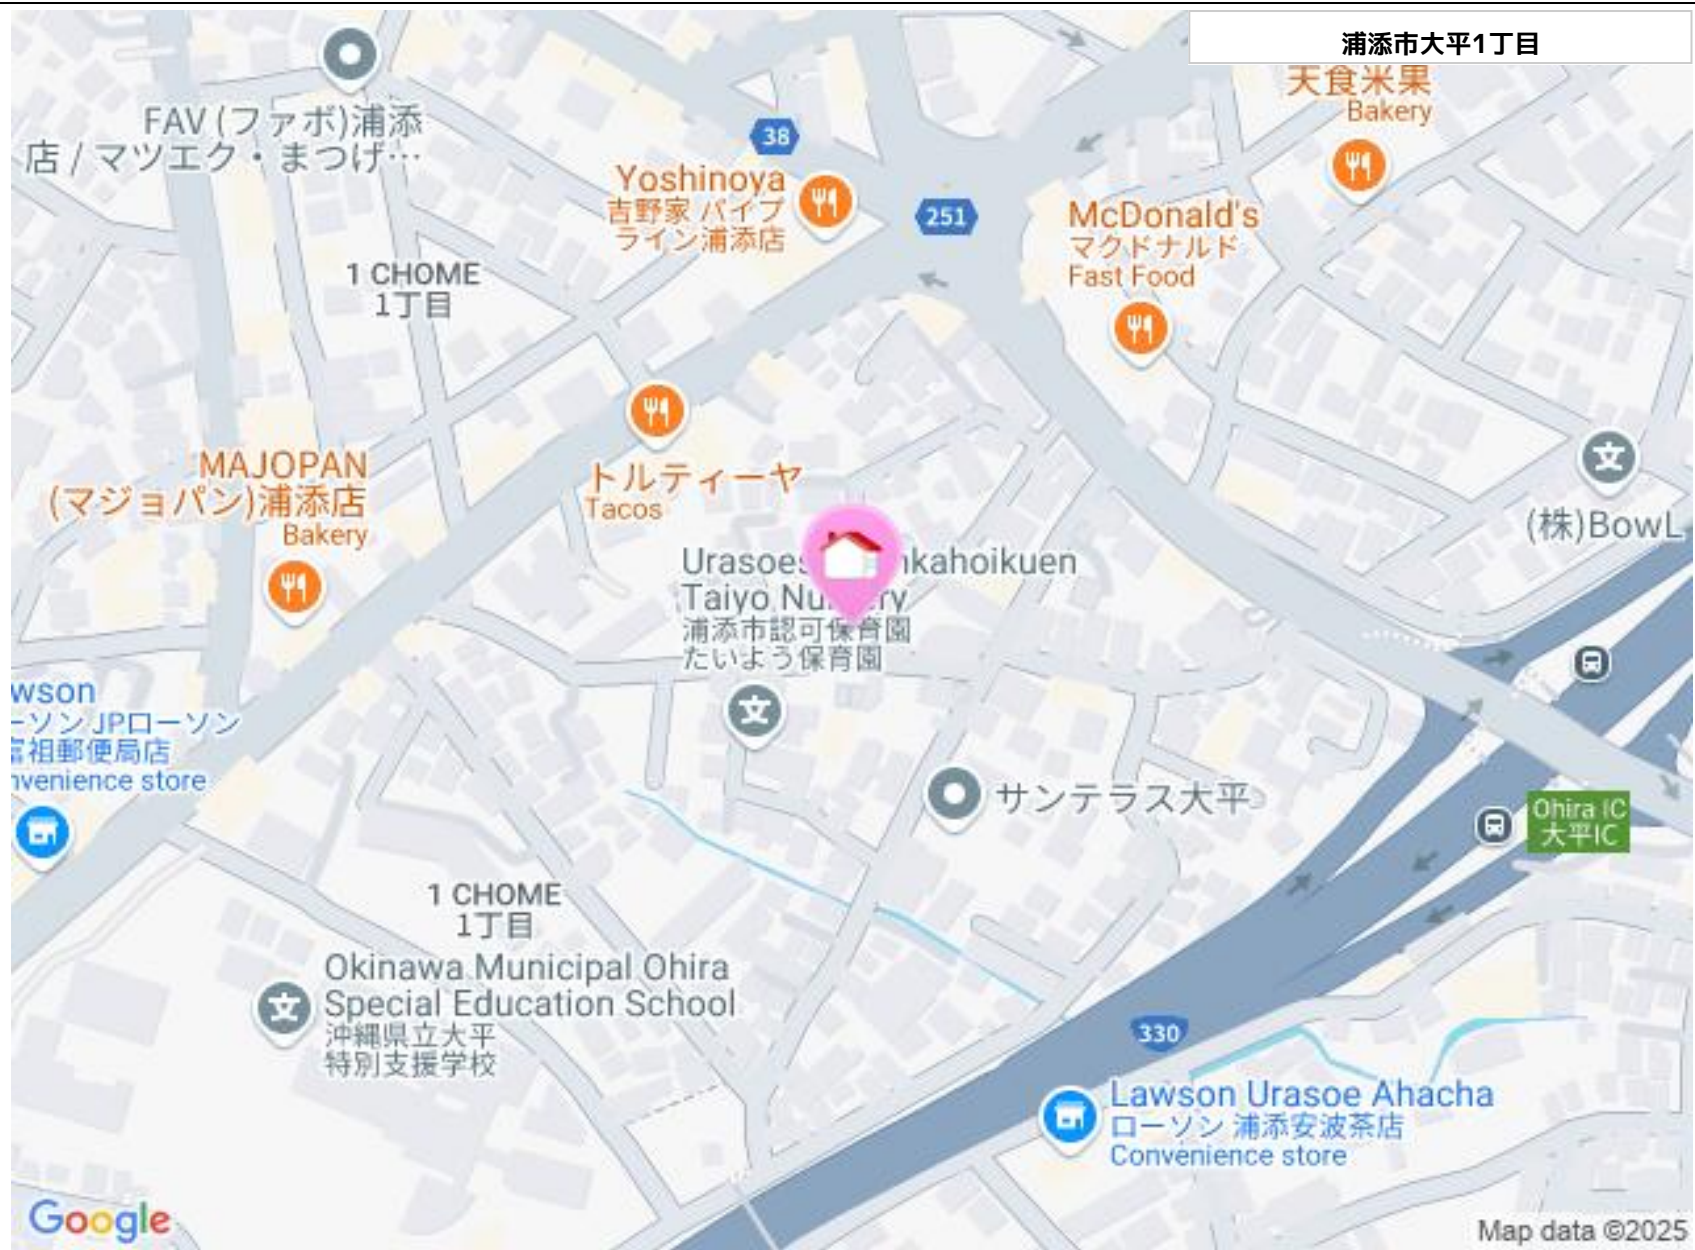 浦添市大平1丁目
天食米果
Bakery
FAV (ファボ)浦添
店 / マツエク・まつげ…
38
Yoshinoya
吉野家 パイプ
ライン浦添店
251
McDonald's
マクドナルド
Fast Food
1 CHOME
1丁目
MAJOPAN
(マジョパン)浦添店
Bakery
トルティーヤ
Tacos
(株)BowL
Taiyo
浦添市認可保育園
たいよう保育園
wson
ーソン JPローソン
富祖郵便局店
nvenience store
サンテラス大平
Ohira IC
大平IC
1 CHOME
1丁目
Okinawa Municipal Ohira
Special Education School
沖縄県立大平
特別支援学校
330
Lawson Urasoe Ahacha
ローソン 浦添安波茶店
Convenience store
Google
Map data ©2025